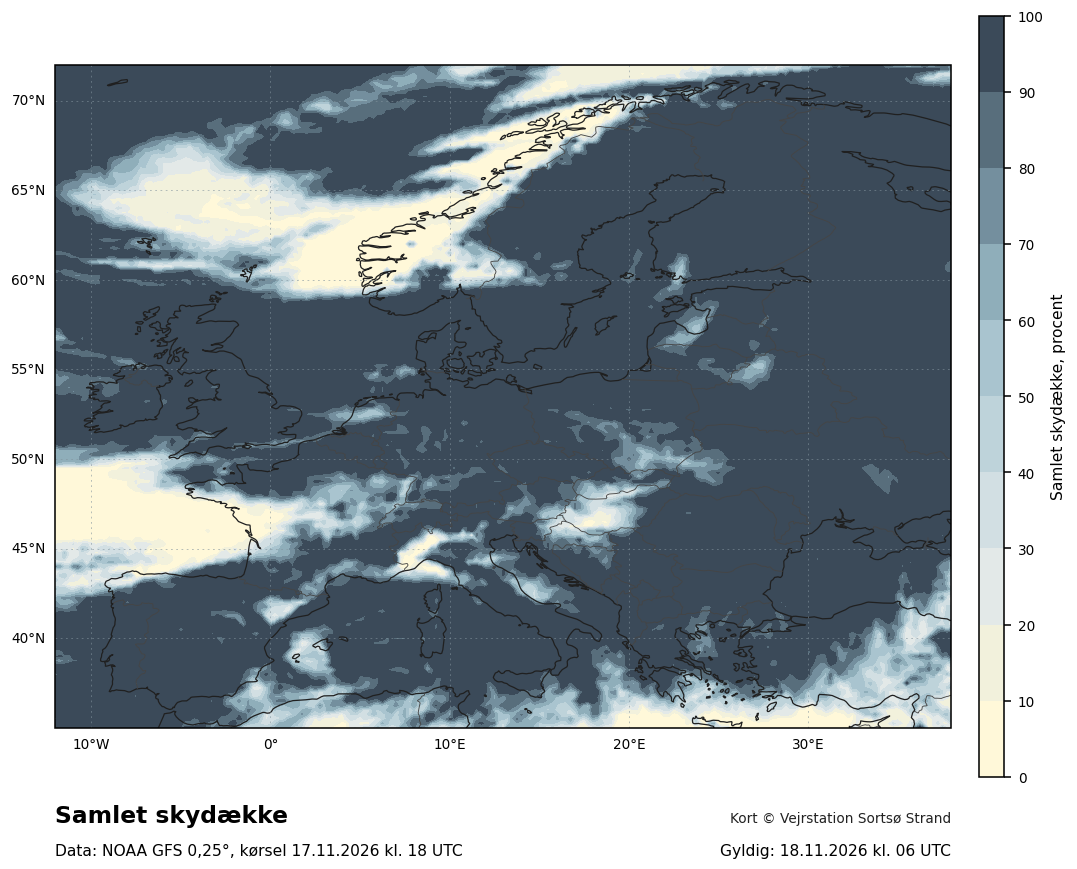 100
90
80
70
60
50
40
30
20
10
0
Samlet skydække, procent
70°N
65°N
60°N
55°N
50°N
45°N
40°N
10°W
0°
10°E
20°E
30°E
Samlet skydække
Kort © Vejrstation Sortsø Strand
Data: NOAA GFS 0,25°, kørsel 17.11.2026 kl. 18 UTC
Gyldig: 18.11.2026 kl. 06 UTC